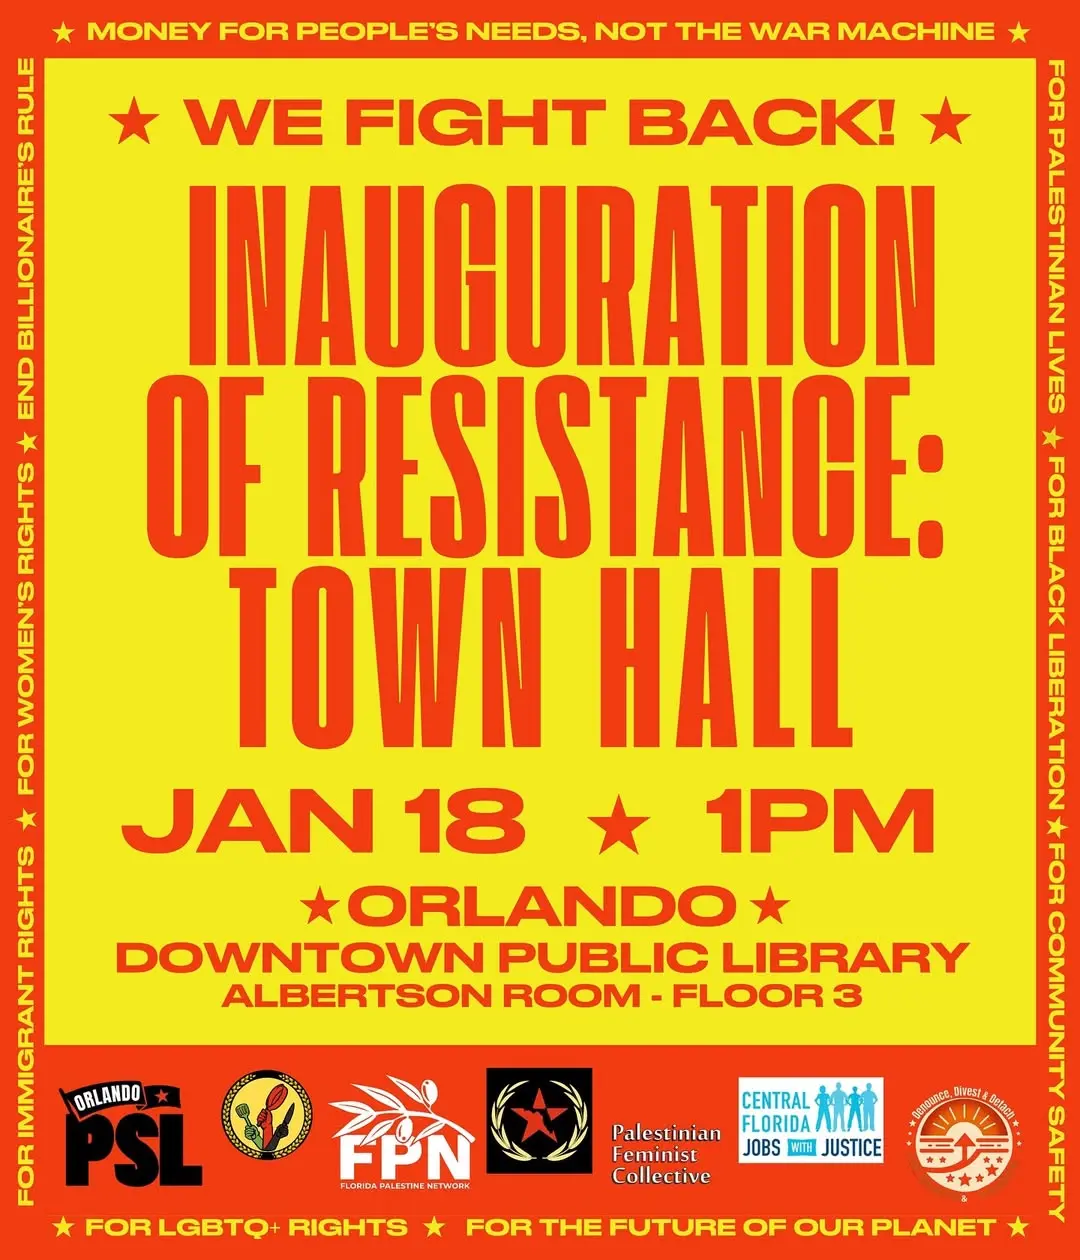 ★ MONEY FOR PEOPLE'S NEEDS, NOT THE WAR MACHINE ★
★ WE FIGHT BACK! ★
INAUGURATION
OF RESISTANCE:
TOWN HALL
JAN 18 ★ 1PM
★ ORLANDO ★
DOWNTOWN PUBLIC LIBRARY
ALBERTSON ROOM - FLOOR 3
FOR IMMIGRANT RIGHTS ★ FOR WOMEN'S RIGHTS ★ END BILLIONAIRE'S RULE
FOR PALESTINIAN LIVES ★ FOR BLACK LIBERATION ★ FOR COMMUNITY SAFETY
ORLANDO
PSL
FPN
FLORIDA PALESTINE NETWORK
Palestinian
Feminist
Collective
CENTRAL
FLORIDA
JOBS WITH JUSTICE
Denounce, Divest & Detach
&
★ FOR LGBTQ+ RIGHTS ★ FOR THE FUTURE OF OUR PLANET ★